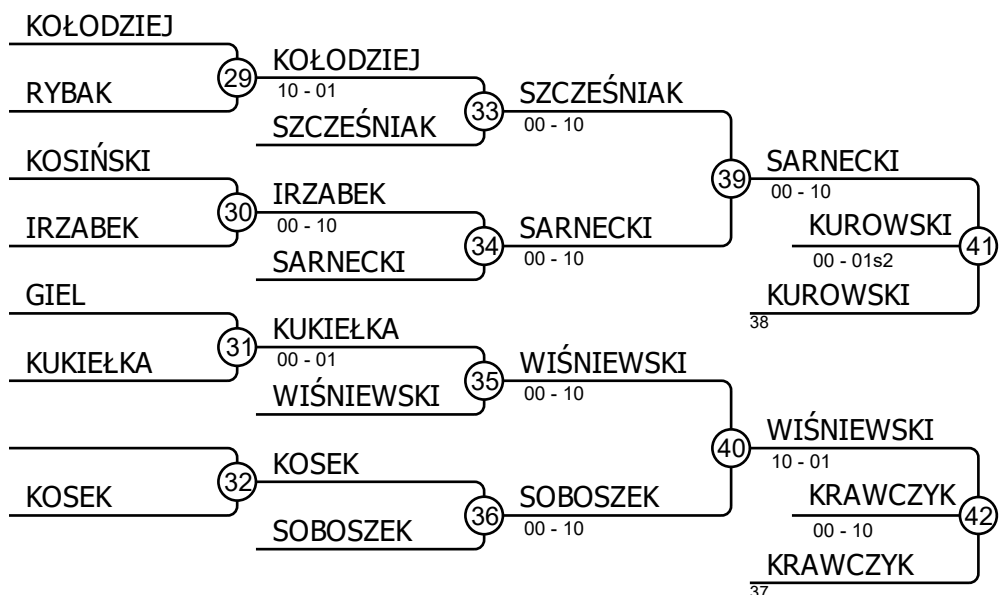 KOŁODZIEJ
RYBAK
29
KOŁODZIEJ
10 - 01
SZCZEŚNIAK
33
SZCZEŚNIAK
00 - 10
KOSIŃSKI
IRZABEK
30
IRZABEK
00 - 10
SARNECKI
34
SARNECKI
00 - 10
39
SARNECKI
00 - 10
KUROWSKI
00 - 01s2
41
KUROWSKI
38
GIEL
KUKIEŁKA
31
KUKIEŁKA
00 - 01
WIŚNIEWSKI
35
WIŚNIEWSKI
00 - 10
KOSEK
32
KOSEK
SOBOSZEK
36
SOBOSZEK
00 - 10
40
WIŚNIEWSKI
10 - 01
KRAWCZYK
00 - 10
42
KRAWCZYK
37